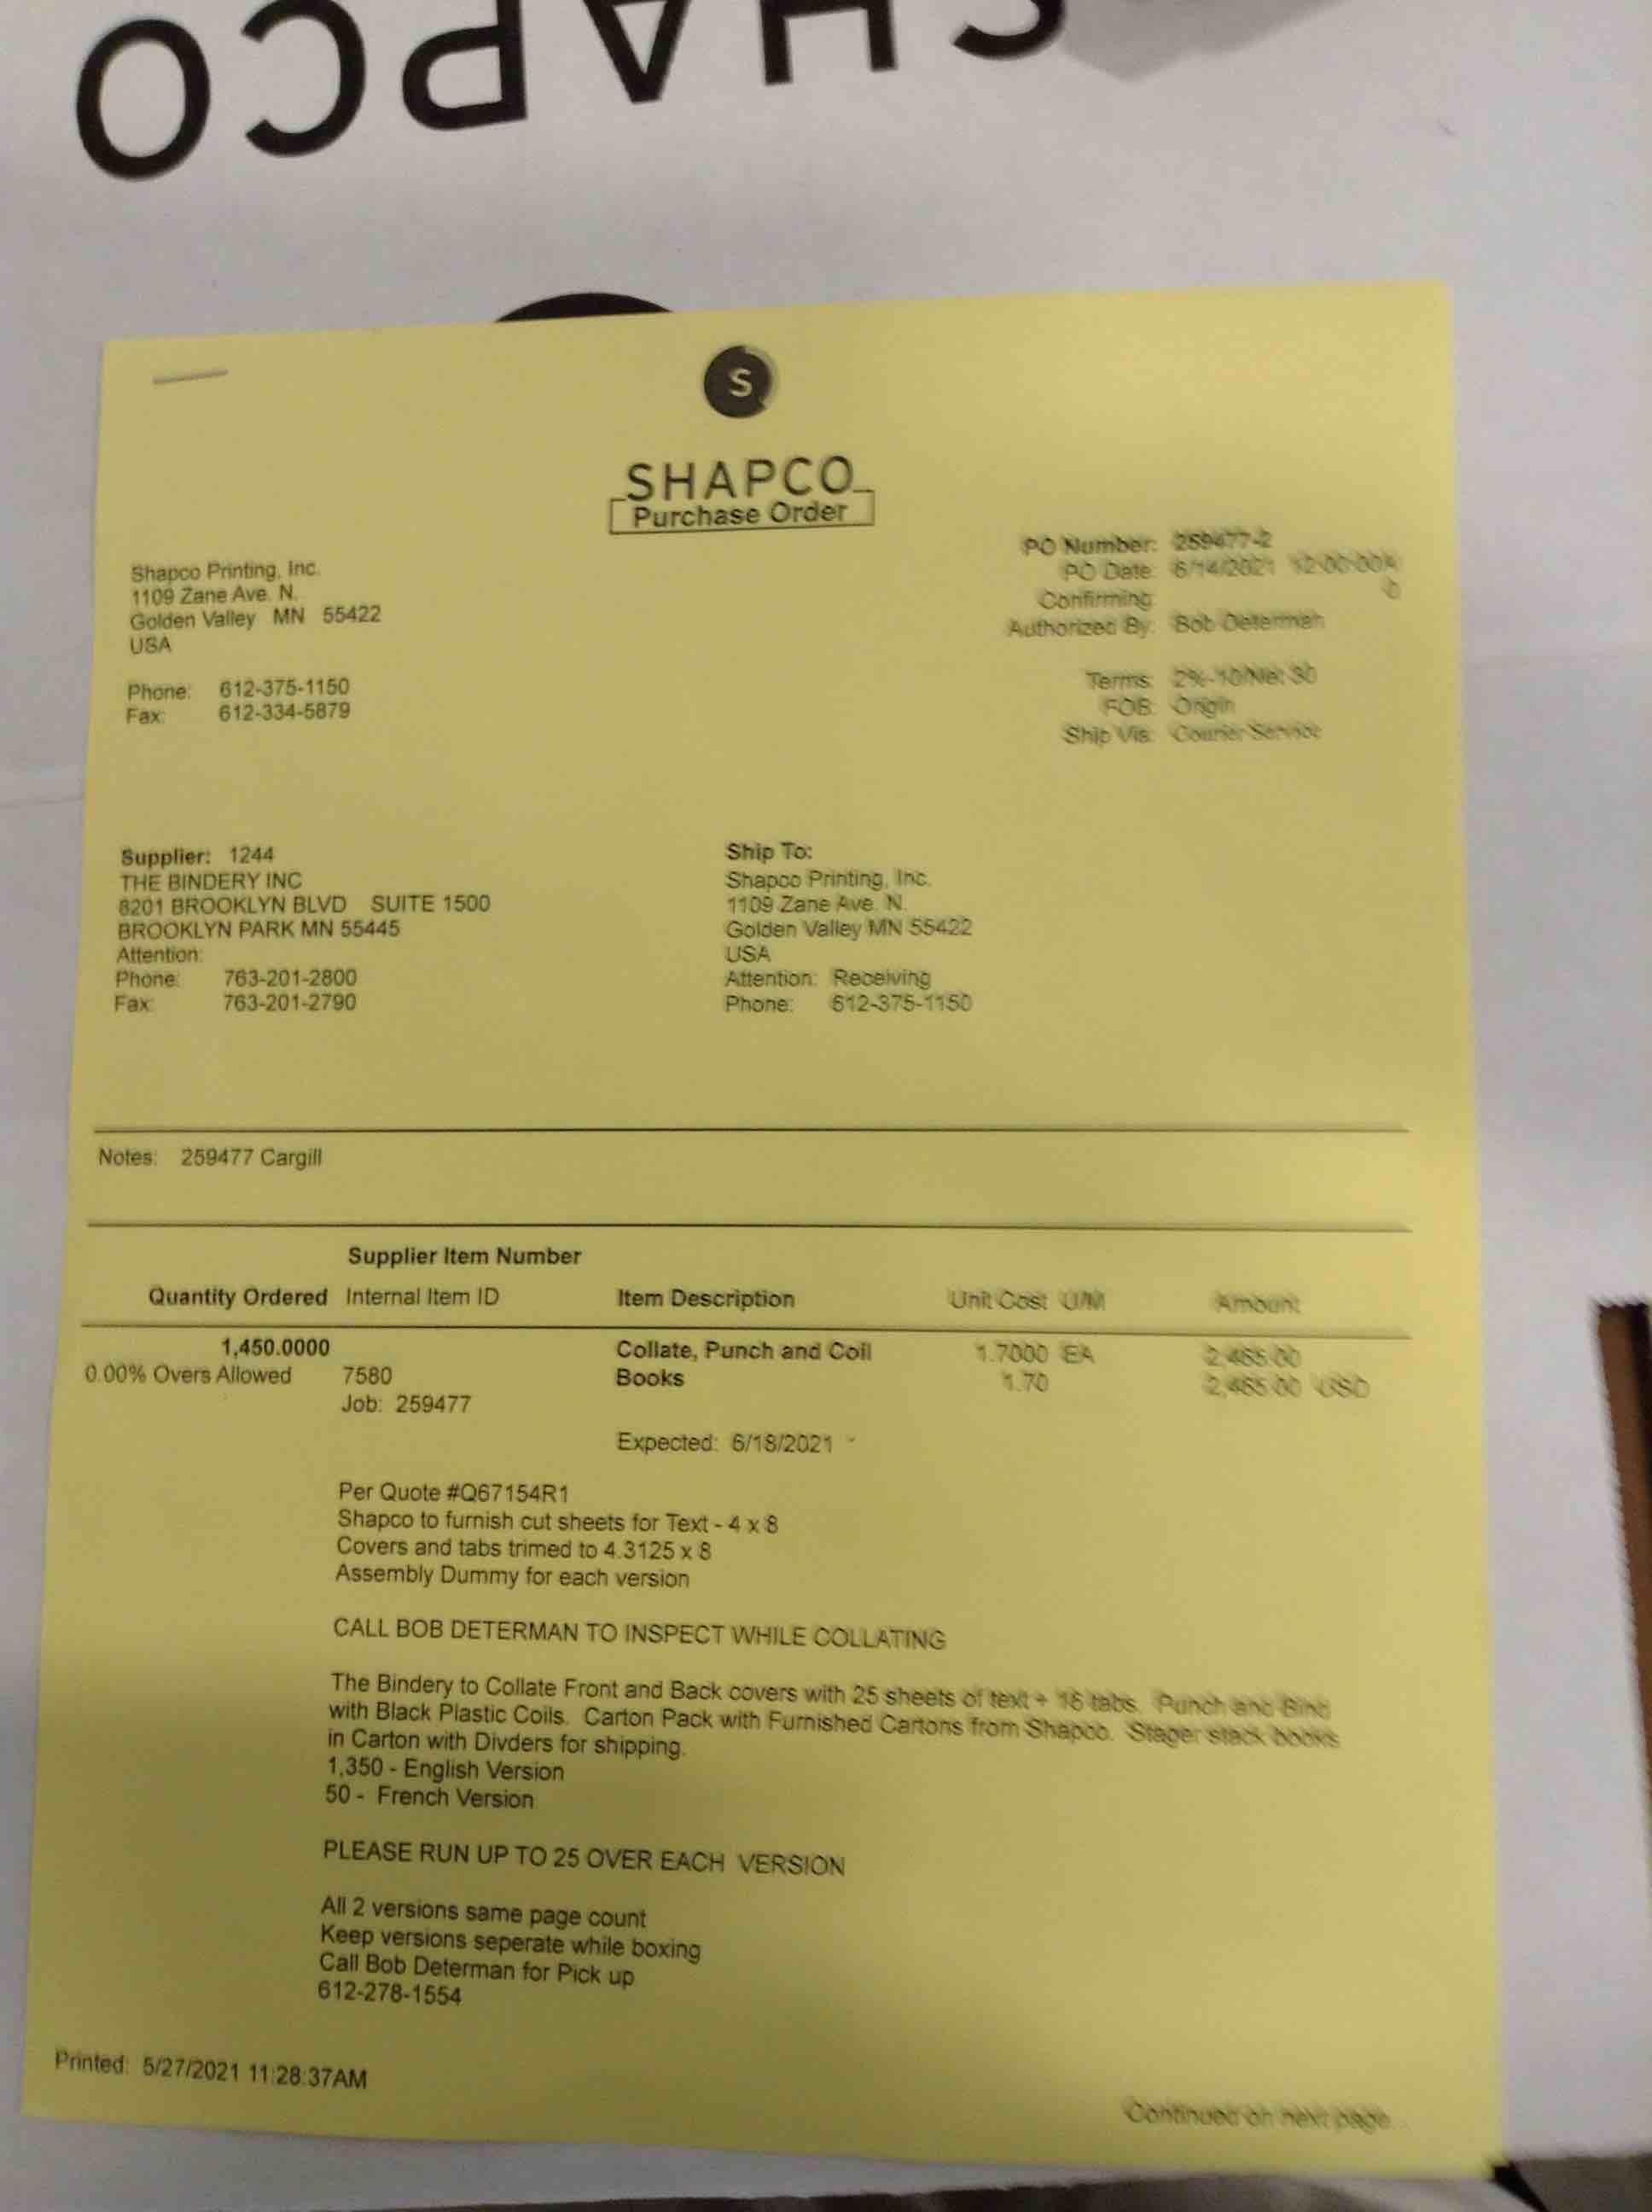 SHAPCO
S
SHAPCO
Purchase Order
Shapco Printing, Inc.
1109 Zane Ave. N.
Golden Valley MN 55422
USA
Phone: 612-375-1150
Fax: 612-334-5879
PO Number: 259477-2
PO Date: 6/14/2021 12:00:00A
Confirming:
Authorized By: Bob Determan
Terms: 2%-10/Net 30
FOB: Origin
Ship Via: Courier Service
Supplier: 1244
THE BINDERY INC
8201 BROOKLYN BLVD SUITE 1500
BROOKLYN PARK MN 55445
Attention:
Phone: 763-201-2800
Fax: 763-201-2790
Ship To:
Shapco Printing, Inc.
1109 Zane Ave. N.
Golden Valley MN 55422
USA
Attention: Receiving
Phone: 612-375-1150
Notes: 259477 Cargill
Supplier Item Number
Quantity Ordered Internal Item ID Item Description Unit Cost U/M Amount
1,450.0000 Collate, Punch and Coil 1.7000 EA 2,465.00
0.00% Overs Allowed 7580 Books 1.70 2,465.00 USD
Job: 259477
Expected: 6/18/2021
Per Quote #Q67154R1
Shapco to furnish cut sheets for Text - 4 x 8
Covers and tabs trimed to 4.3125 x 8
Assembly Dummy for each version
CALL BOB DETERMAN TO INSPECT WHILE COLLATING
The Bindery to Collate Front and Back covers with 25 sheets of text + 16 tabs. Punch and Bind
with Black Plastic Coils. Carton Pack with Furnished Cartons from Shapco. Stager stack books
in Carton with Divders for shipping.
1,350 - English Version
50 - French Version
PLEASE RUN UP TO 25 OVER EACH VERSION
All 2 versions same page count
Keep versions seperate while boxing
Call Bob Determan for Pick up
612-278-1554
Printed: 5/27/2021 11:28:37AM
Continued on next page